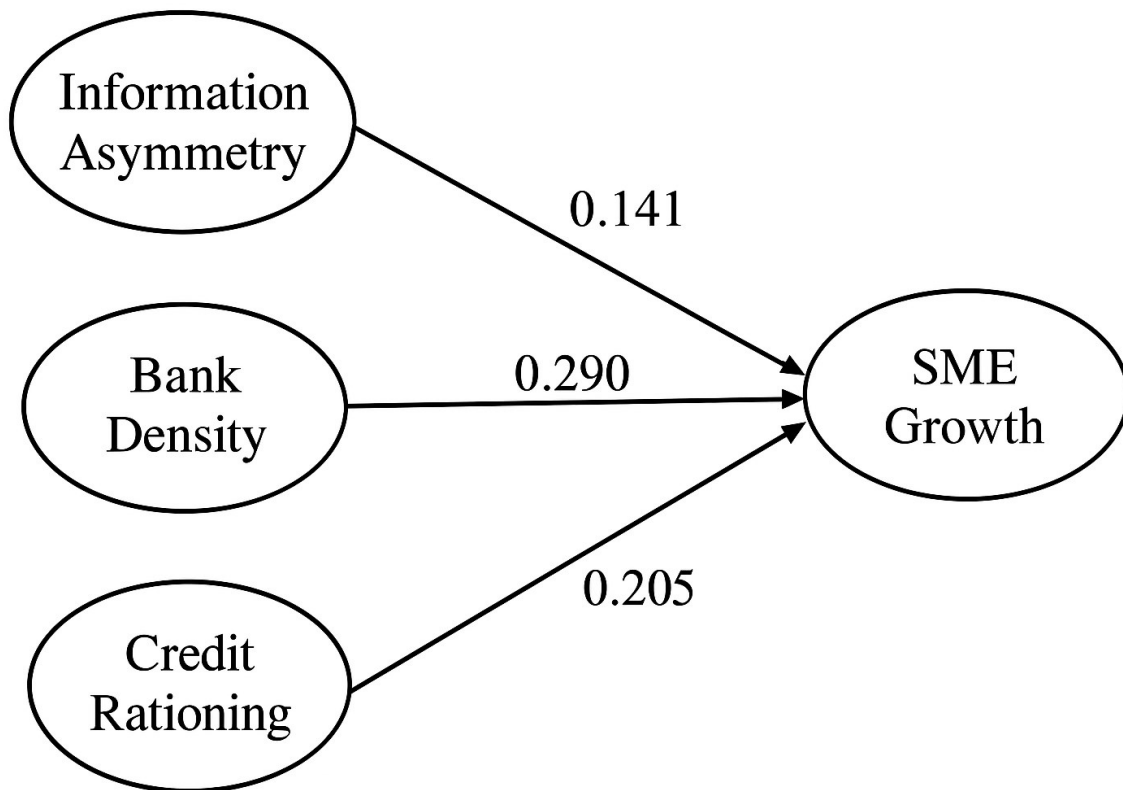 Information
Asymmetry
0.141
Bank
Density
0.290
SME
Growth
Credit
Rationing
0.205